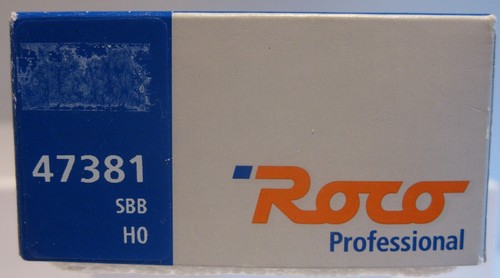 47381
SBB
H0
Roco
Professional